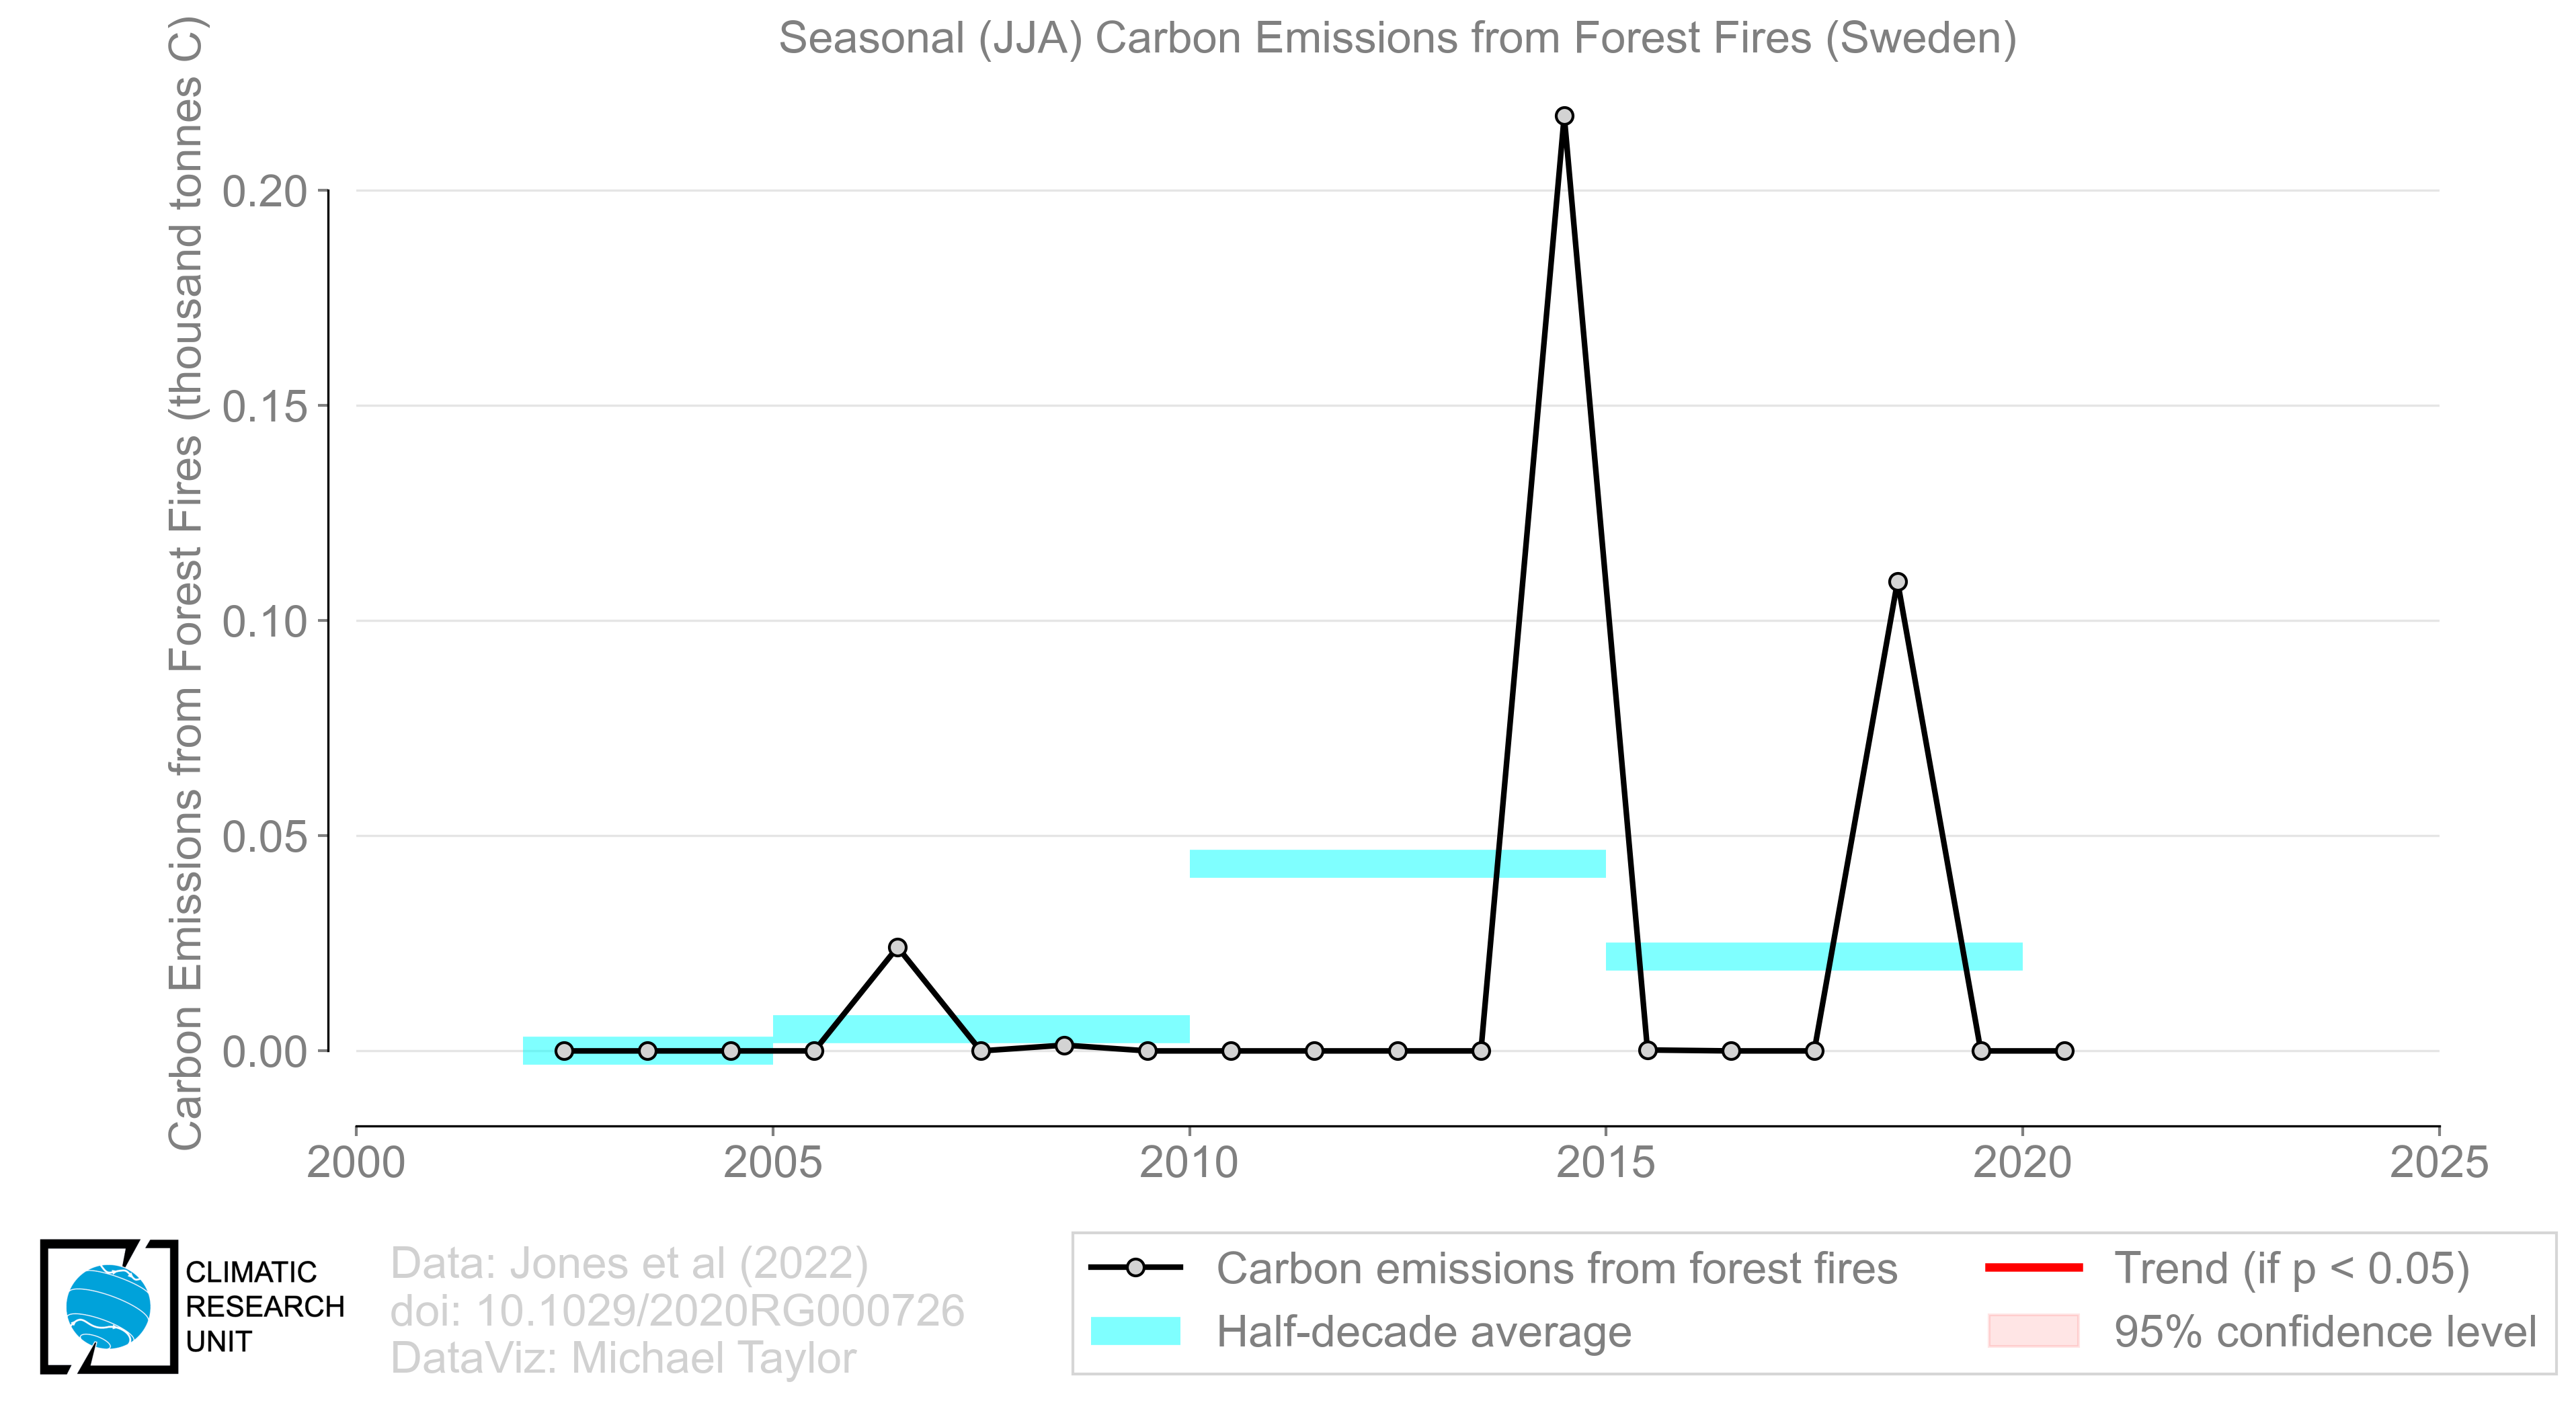 Seasonal (JJA) Carbon Emissions from Forest Fires (Sweden)
Carbon Emissions from Forest Fires (thousand tonnes C)
0.20
0.15
0.10
0.05
0.00
2000
2005
2010
2015
2020
2025
CLIMATIC
RESEARCH
UNIT
Data: Jones et al (2022)
doi: 10.1029/2020RG000726
DataViz: Michael Taylor
Carbon emissions from forest fires
Half-decade average
Trend (if p < 0.05)
95% confidence level